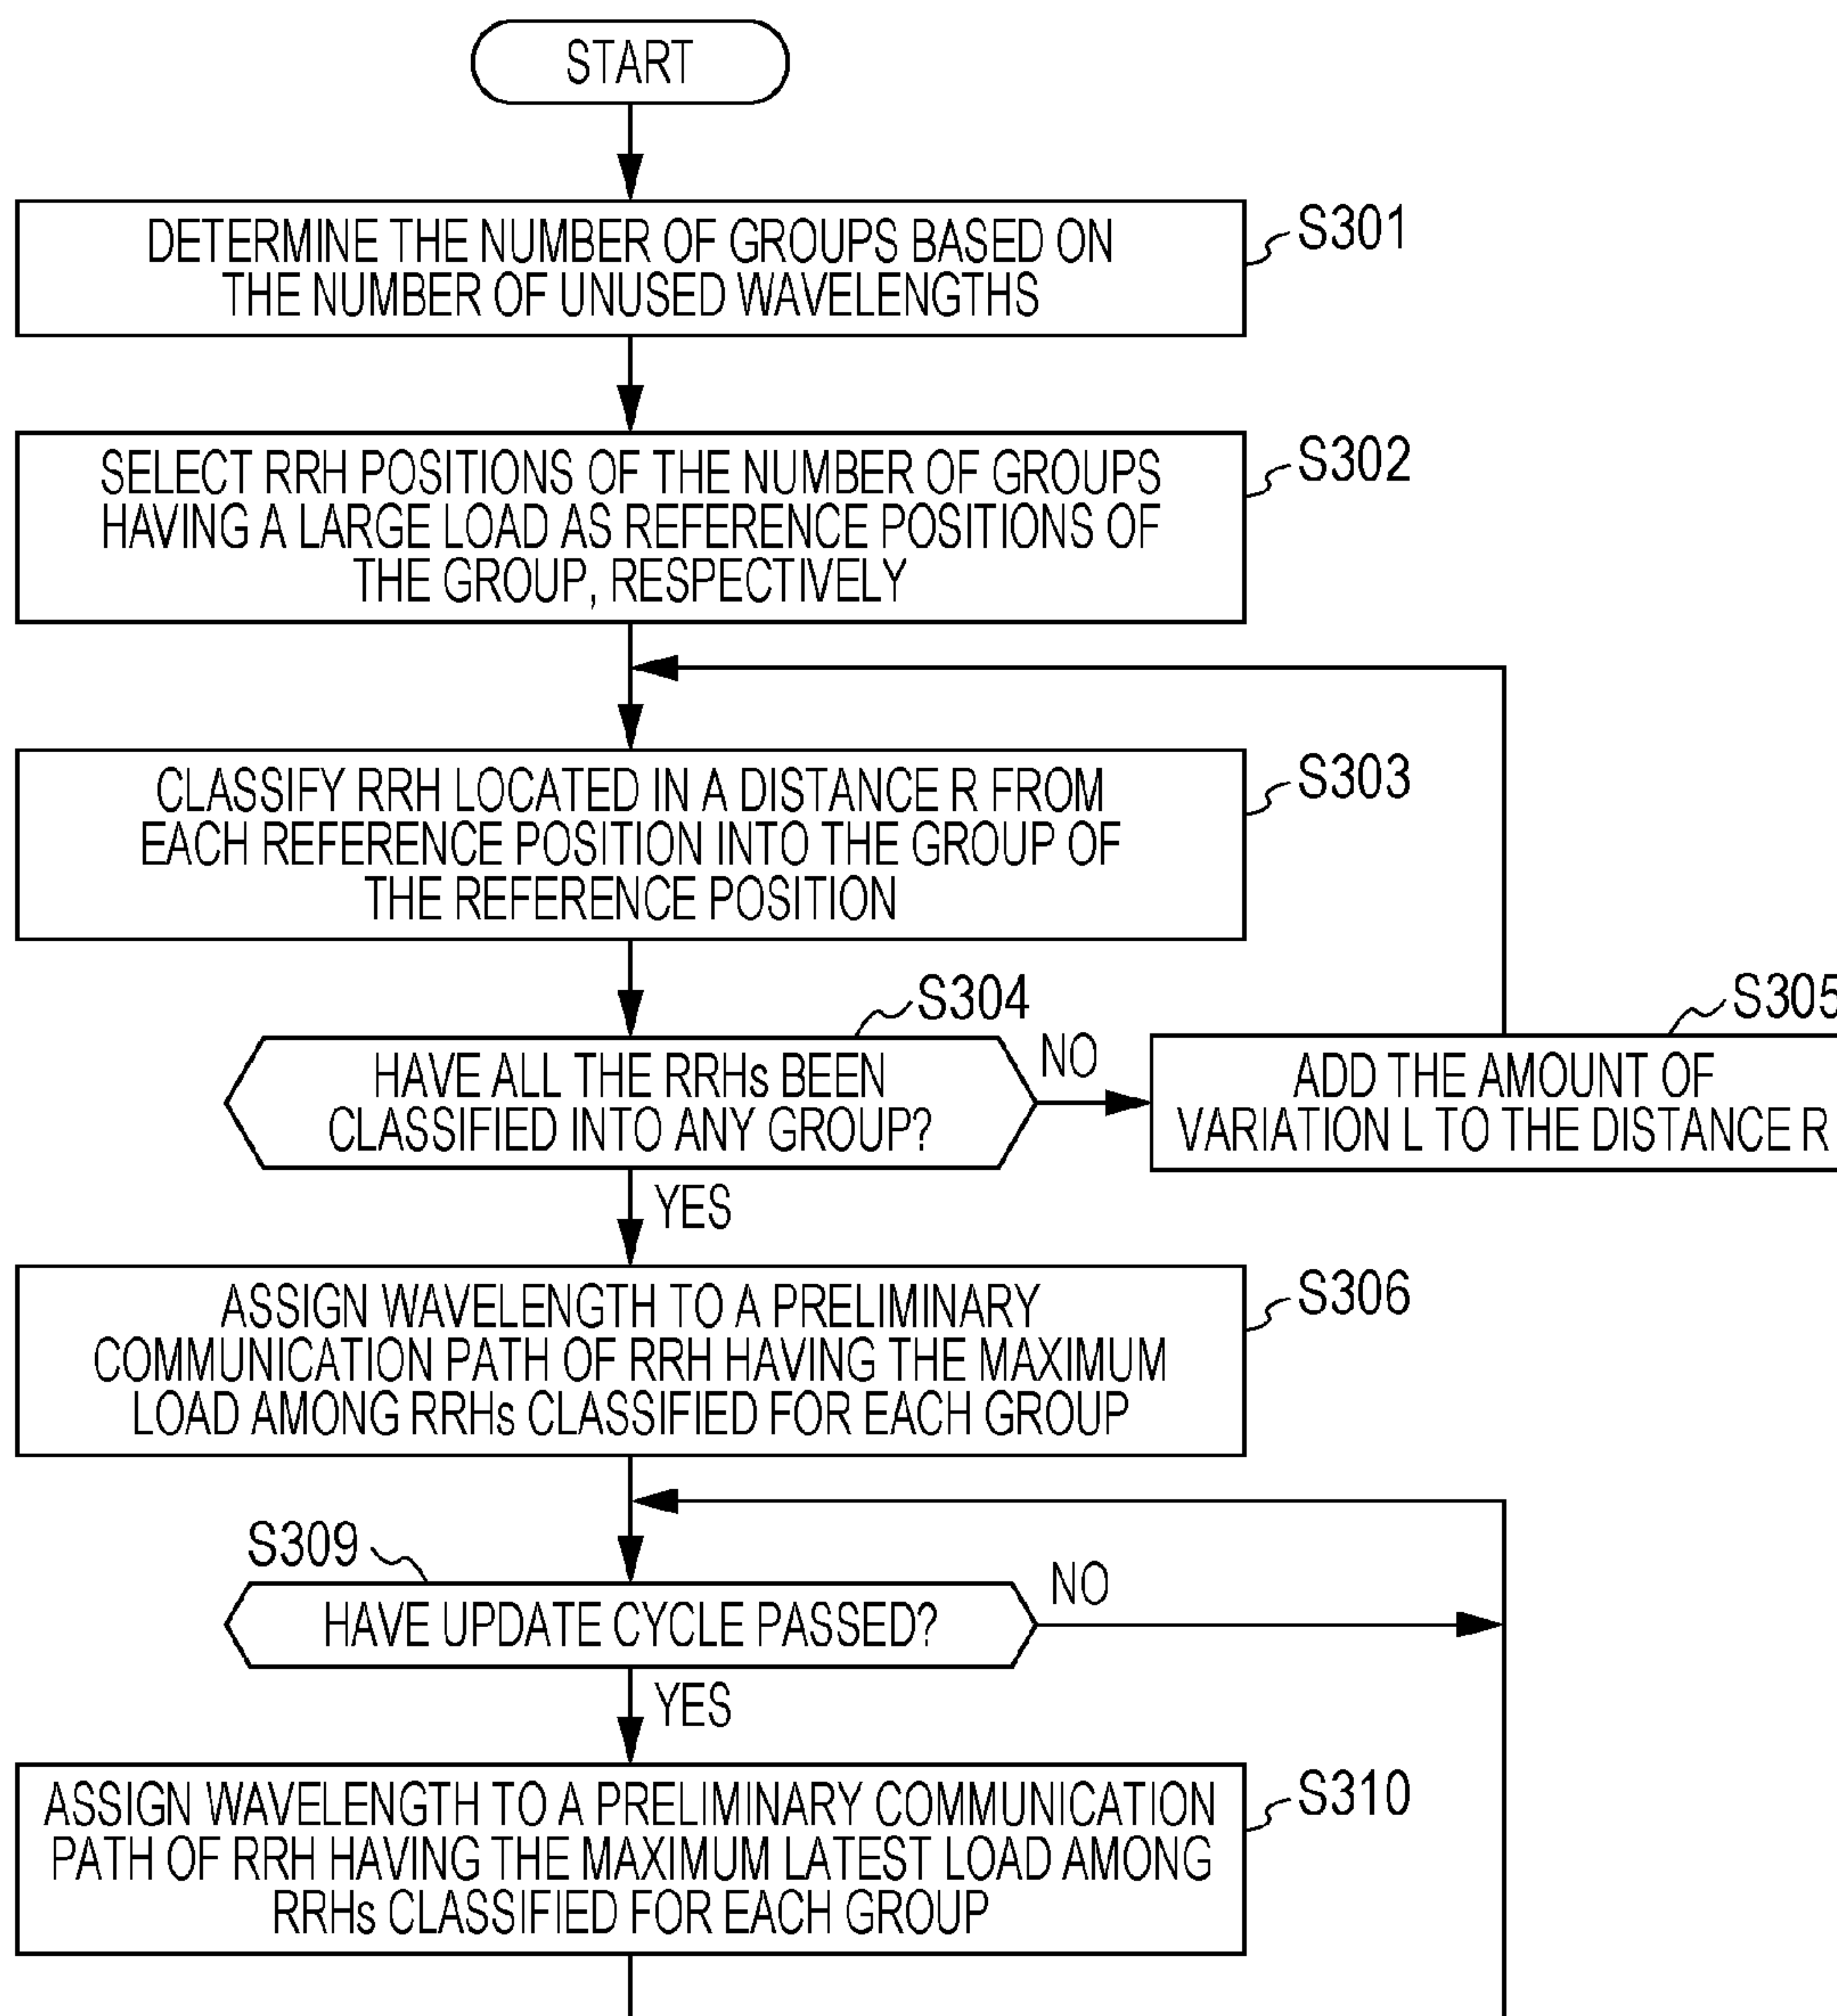 START
DETERMINE THE NUMBER OF GROUPS BASED ON
THE NUMBER OF UNUSED WAVELENGTHS
S301
SELECT RRH POSITIONS OF THE NUMBER OF GROUPS
HAVING A LARGE LOAD AS REFERENCE POSITIONS OF
THE GROUP, RESPECTIVELY
S302
CLASSIFY RRH LOCATED IN A DISTANCE R FROM
EACH REFERENCE POSITION INTO THE GROUP OF
THE REFERENCE POSITION
S303
S304
HAVE ALL THE RRHs BEEN
CLASSIFIED INTO ANY GROUP?
NO
S305
ADD THE AMOUNT OF
VARIATION L TO THE DISTANCE R
YES
ASSIGN WAVELENGTH TO A PRELIMINARY
COMMUNICATION PATH OF RRH HAVING THE MAXIMUM
LOAD AMONG RRHs CLASSIFIED FOR EACH GROUP
S306
S309
HAVE UPDATE CYCLE PASSED?
NO
YES
ASSIGN WAVELENGTH TO A PRELIMINARY COMMUNICATION
PATH OF RRH HAVING THE MAXIMUM LATEST LOAD AMONG
RRHs CLASSIFIED FOR EACH GROUP
S310